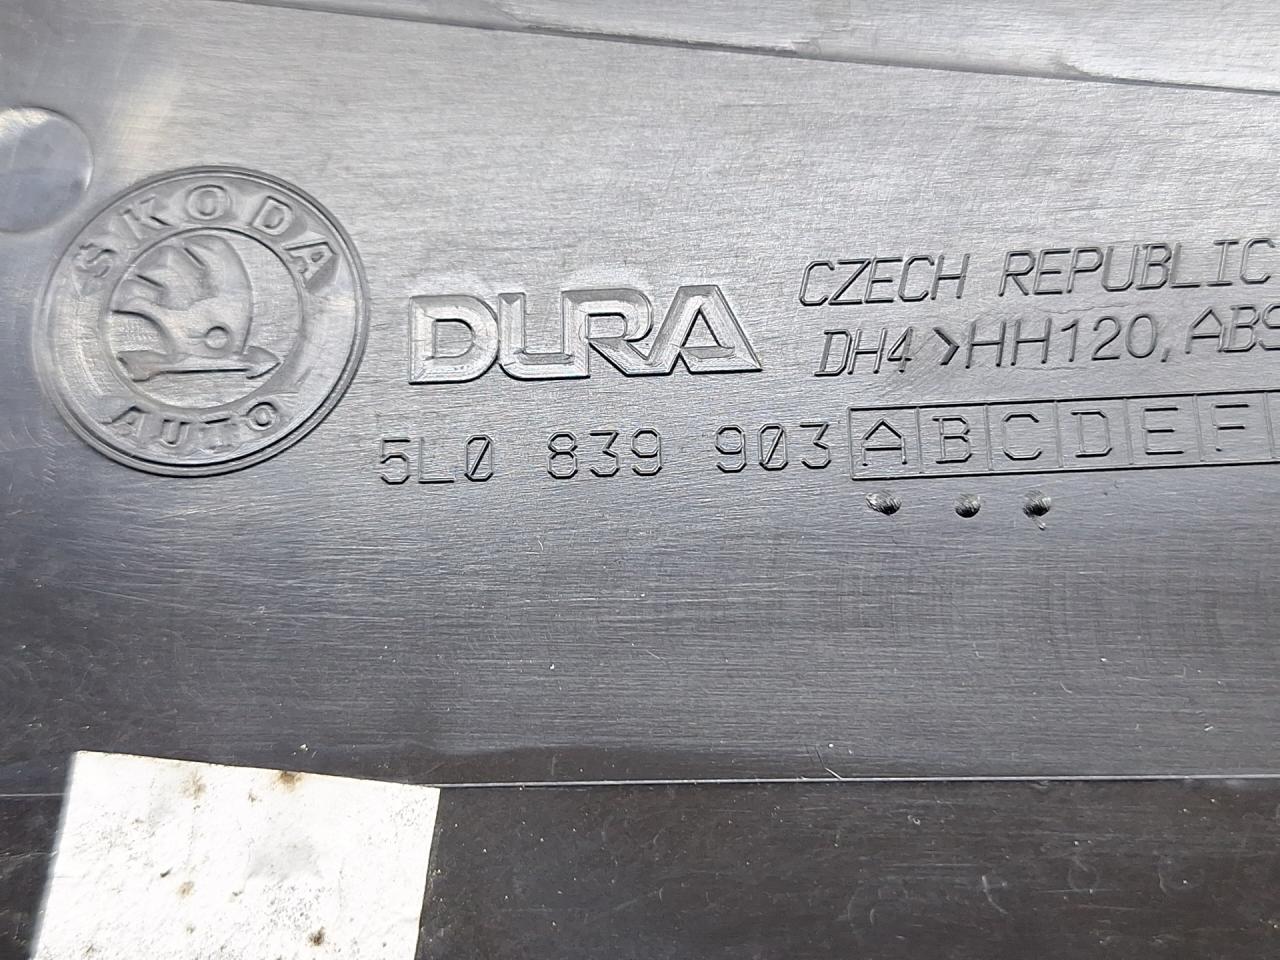 SKODA
AUTO
DURA
CZECH REPUBLIC
DH4 >HH120, ABS
5L0 839 903 A B C D E F